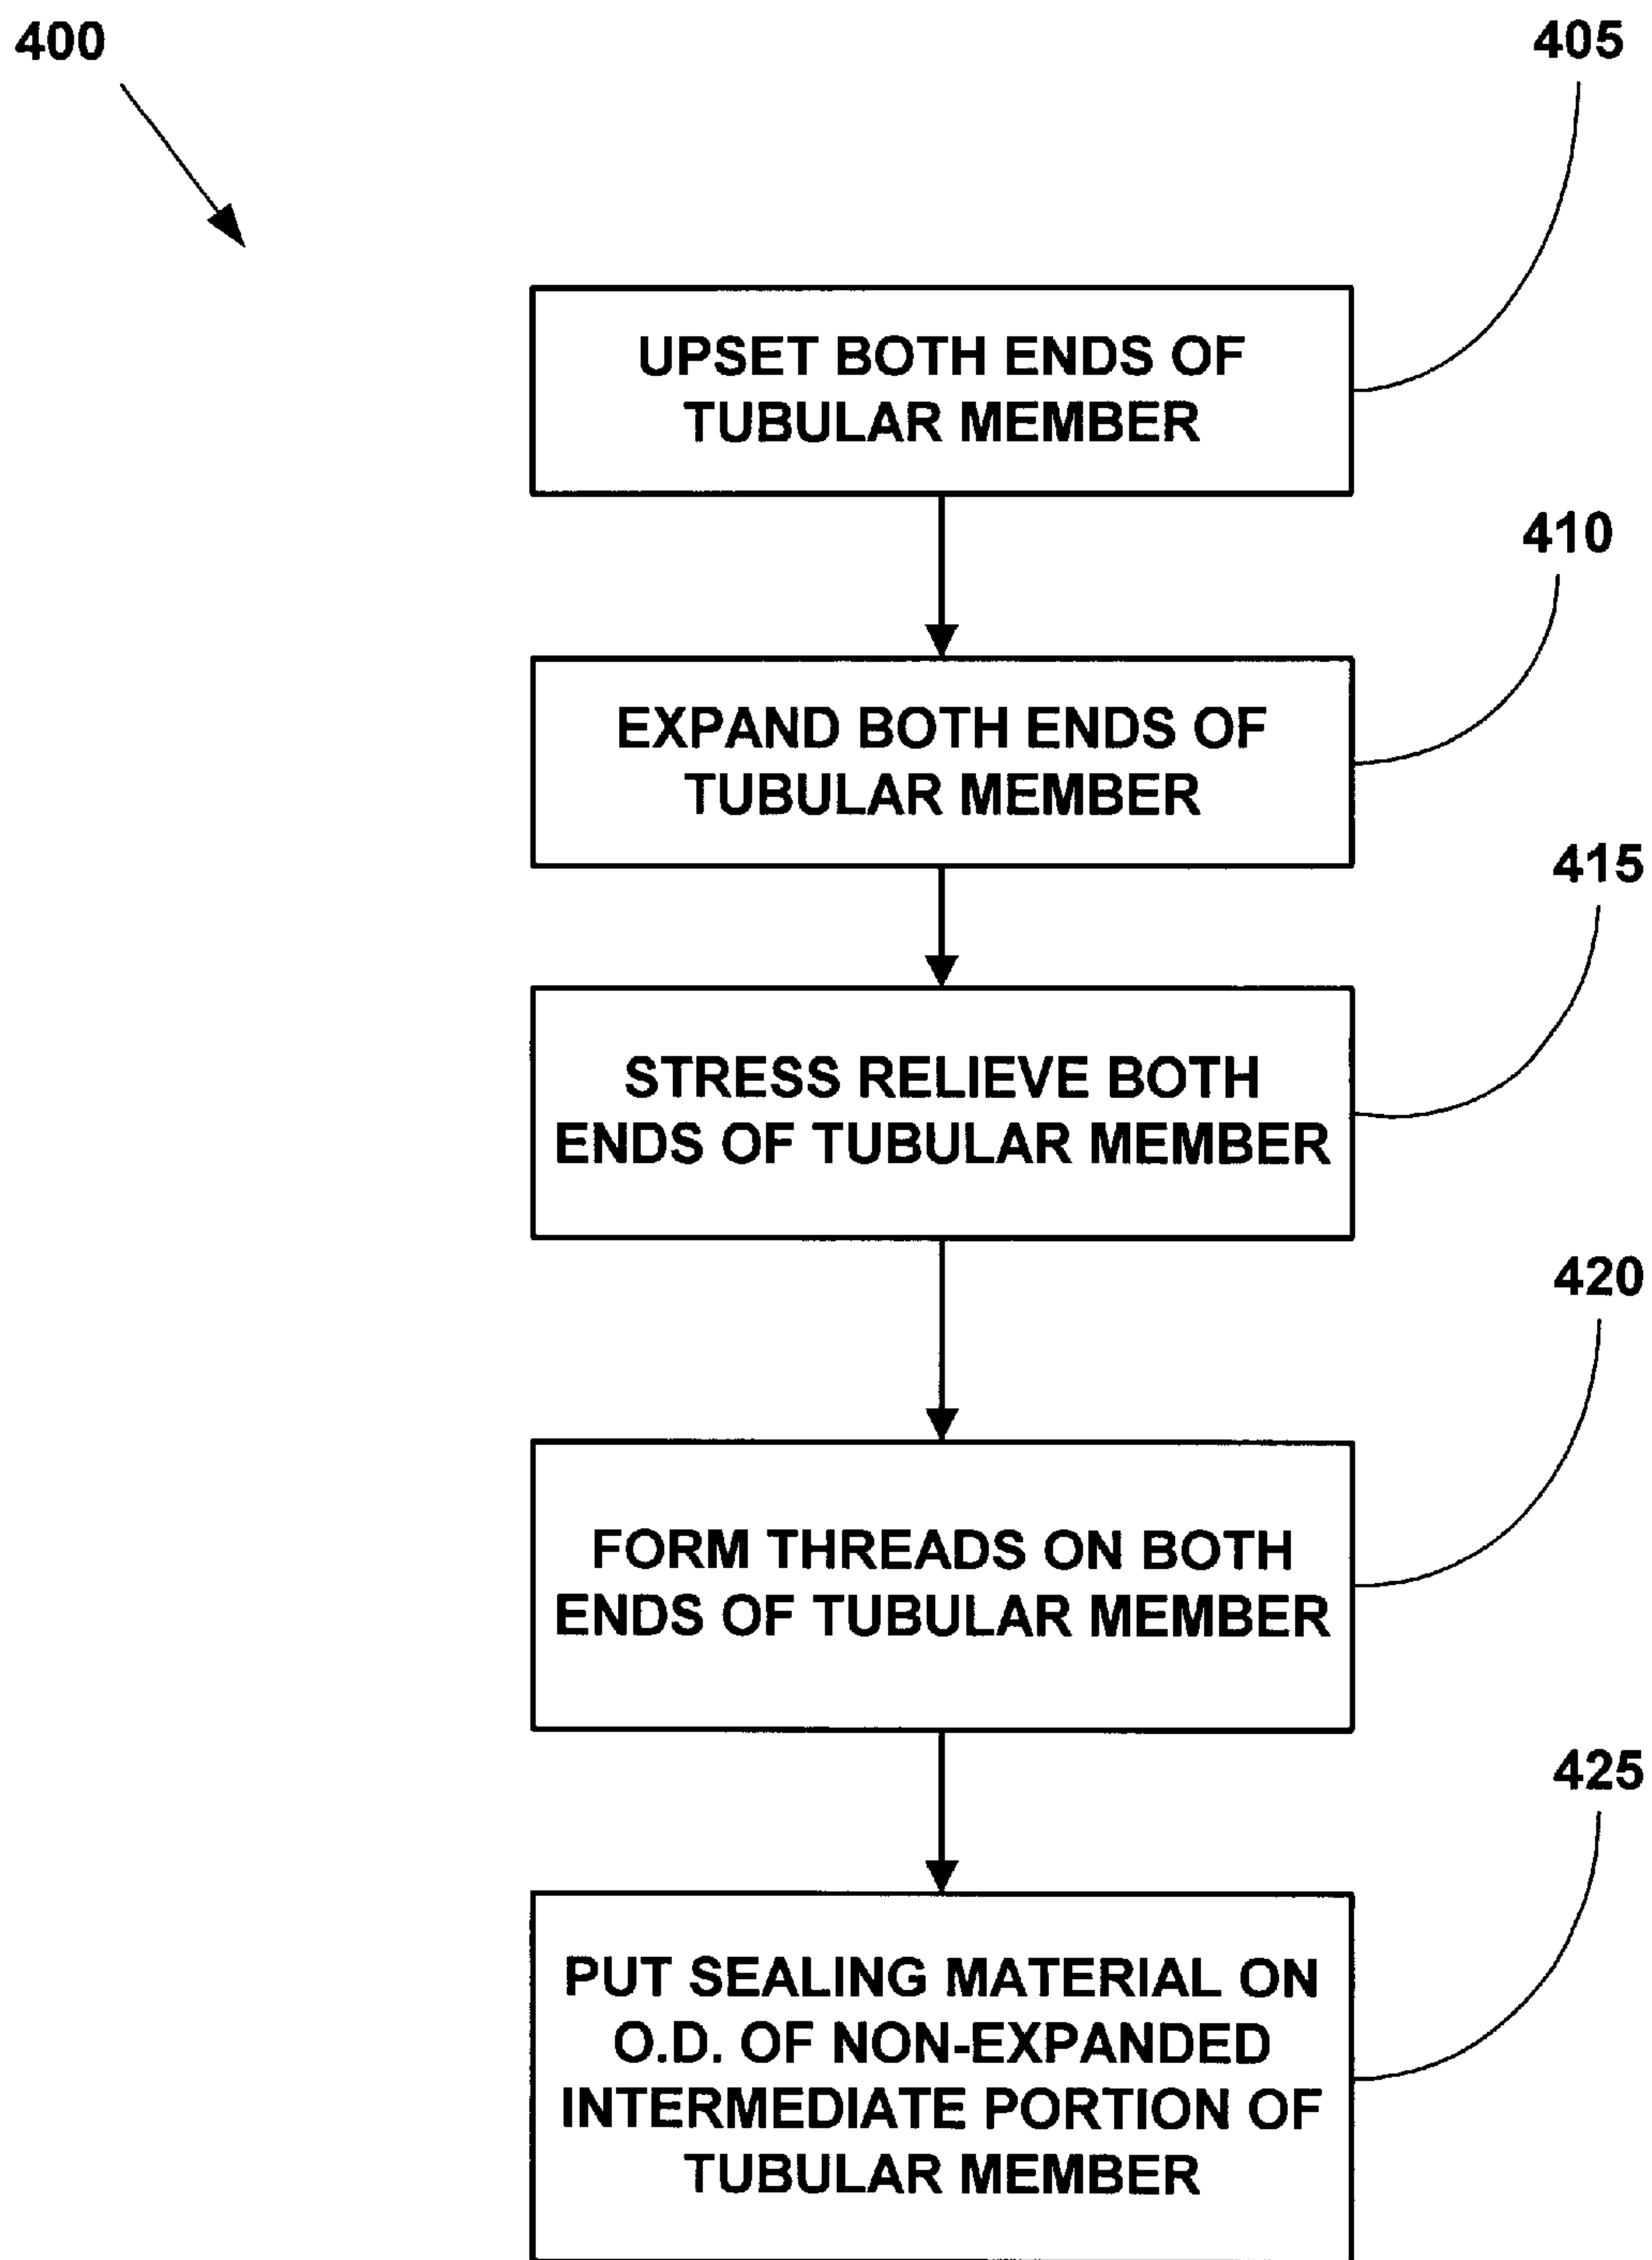 400
405
UPSET BOTH ENDS OF
TUBULAR MEMBER
410
EXPAND BOTH ENDS OF
TUBULAR MEMBER
415
STRESS RELIEVE BOTH
ENDS OF TUBULAR MEMBER
420
FORM THREADS ON BOTH
ENDS OF TUBULAR MEMBER
425
PUT SEALING MATERIAL ON
O.D. OF NON-EXPANDED
INTERMEDIATE PORTION OF
TUBULAR MEMBER